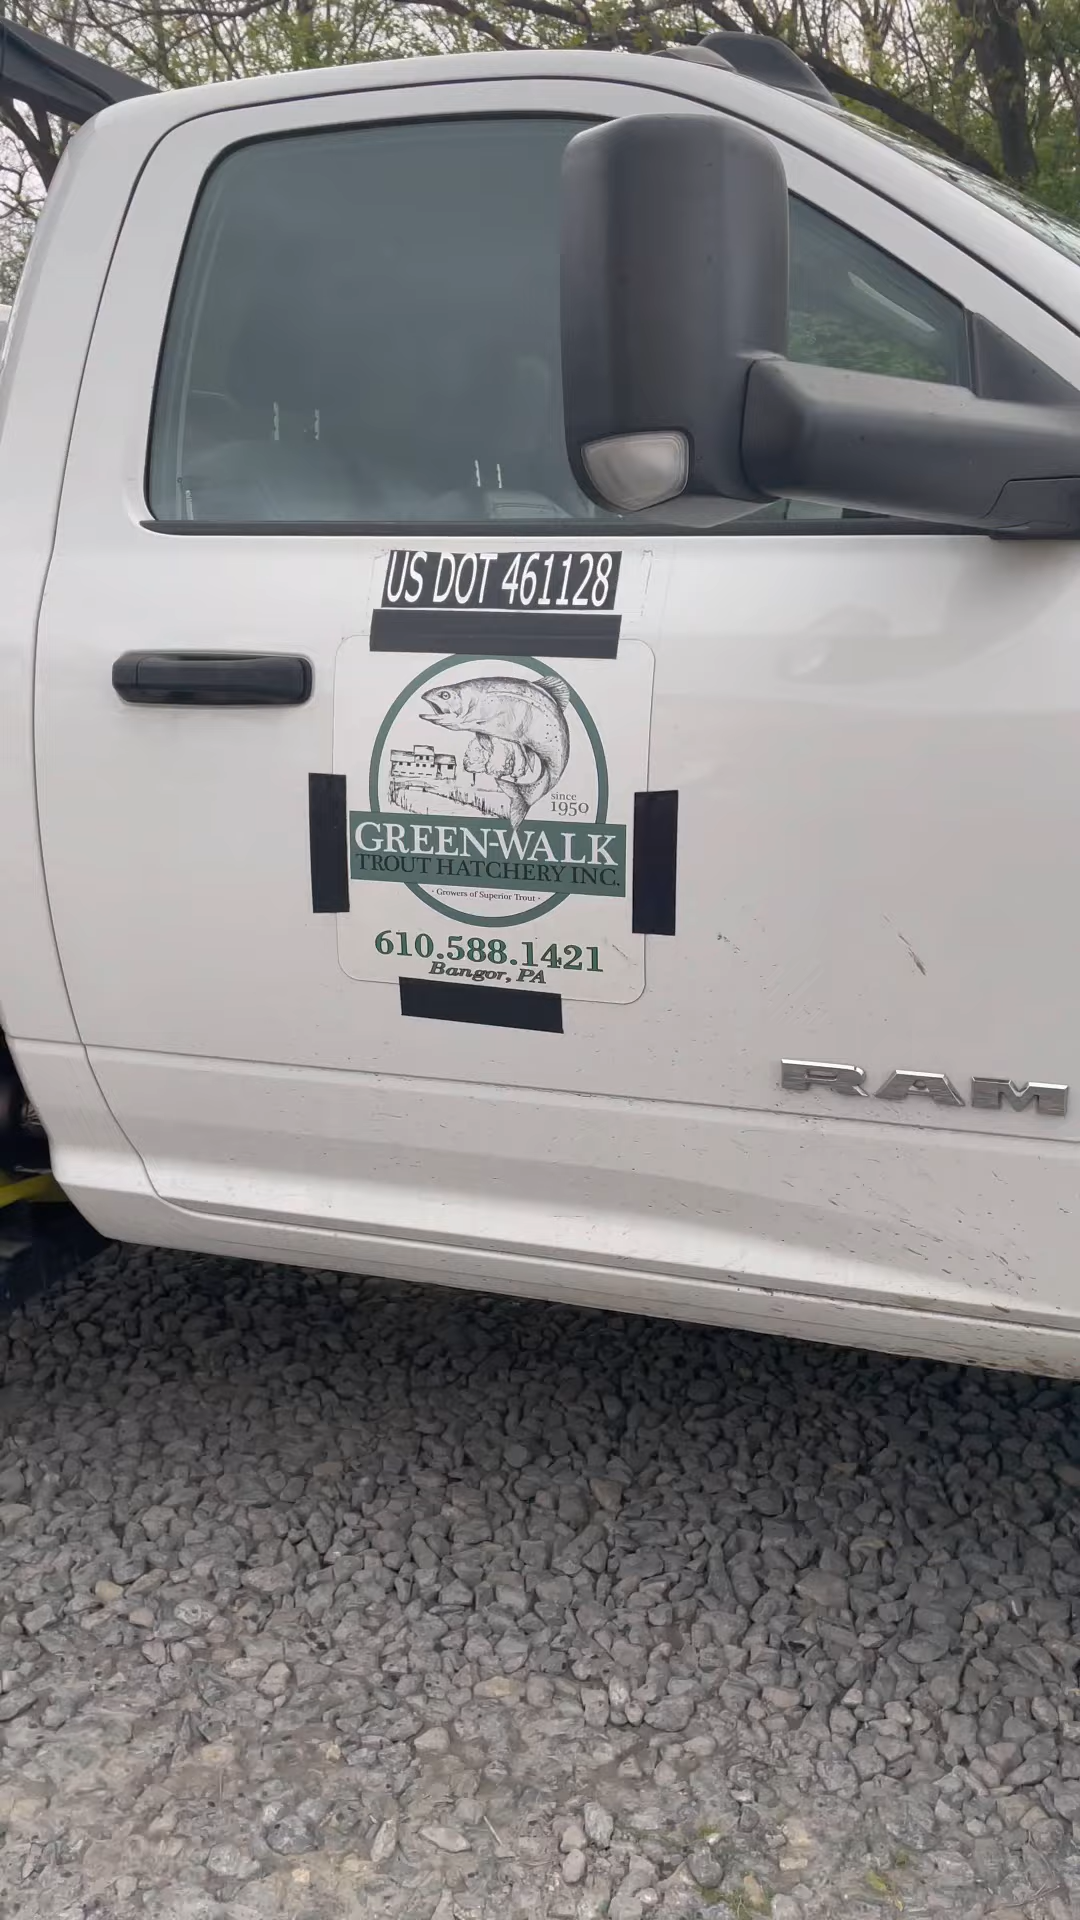 US DOT 461128
since
1950
GREEN-WALK
TROUT HATCHERY INC.
· Growers of Superior Trout ·
610.588.1421
Bangor, PA
RAM